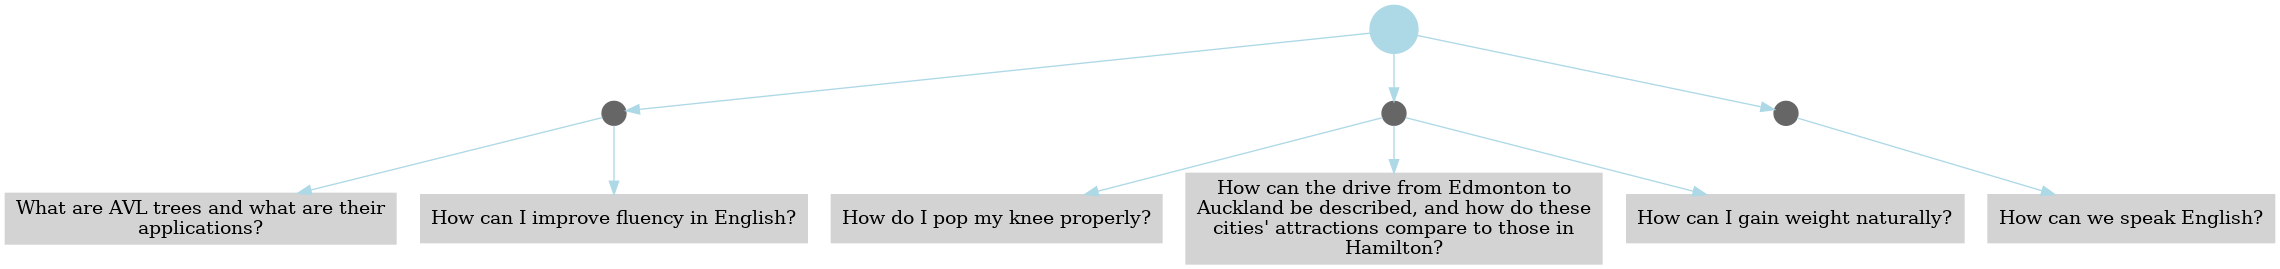 What are AVL trees and what are their
applications?
How can I improve fluency in English?
How do I pop my knee properly?
How can the drive from Edmonton to
Auckland be described, and how do these
cities' attractions compare to those in
Hamilton?
How can I gain weight naturally?
How can we speak English?